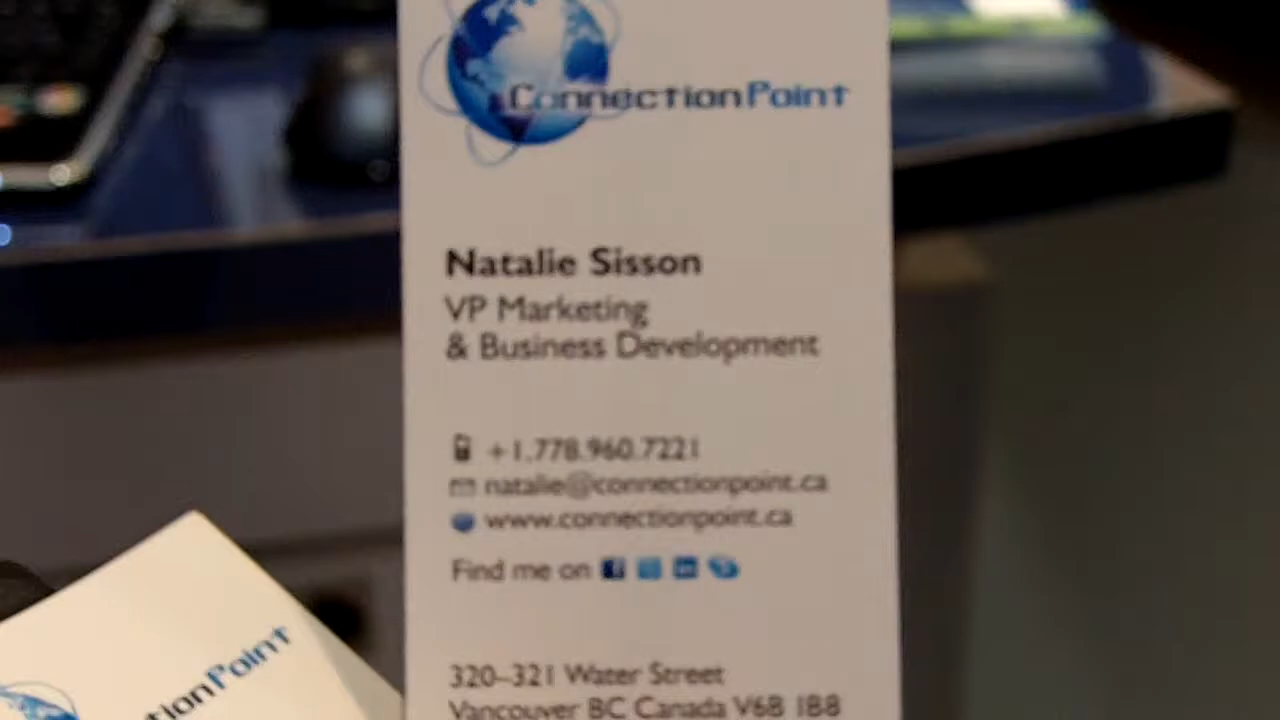 ConnectionPoint
Natalie Sisson
VP Marketing
& Business Development
+1.778.960.7221
natalie@connectionpoint.ca
www.connectionpoint.ca
Find me on
320–321 Water Street
Vancouver BC Canada V6B 1B8
ctionPoint